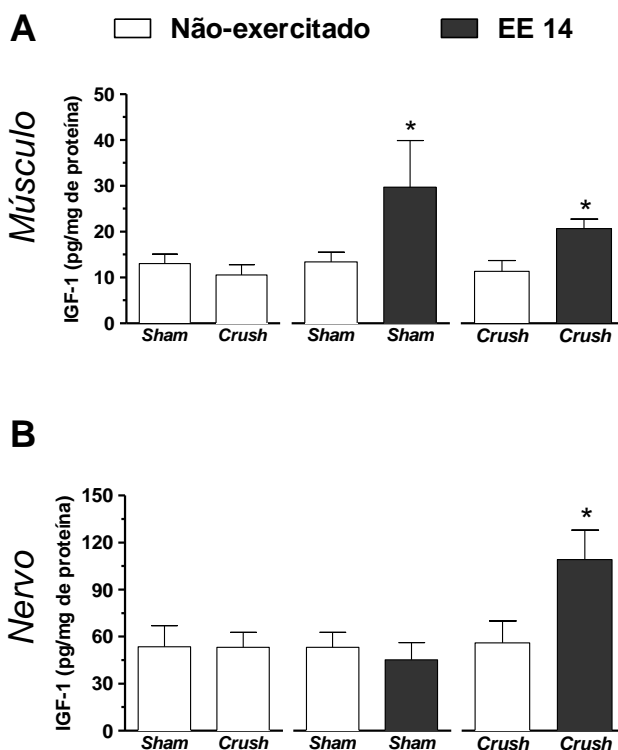 A
Não-exercitado
EE 14
Músculo
IGF-1 (pg/mg de proteína)
50
40
30
20
10
0
*
*
Sham Crush Sham Sham Crush Crush
B
Nervo
IGF-1 (pg/mg de proteína)
150
120
90
60
30
0
*
Sham Crush Sham Sham Crush Crush